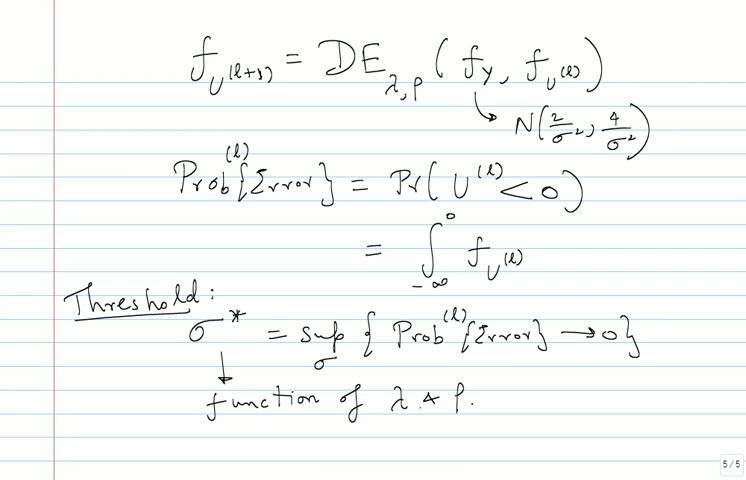 f_{U^{(l+1)}} = DE_{λ,ρ} ( f_Y, f_{U^{(l)}} )
N(2/σ², 4/σ²)
Prob^{(l)}{Error} = Pr( U^{(l)} < 0 )
= ∫_{-∞}^{0} f_{U^{(l)}}
Threshold:
σ* = sup_σ { Prob^{(l)}{Error} → 0 }
function of λ & ρ.
5/5